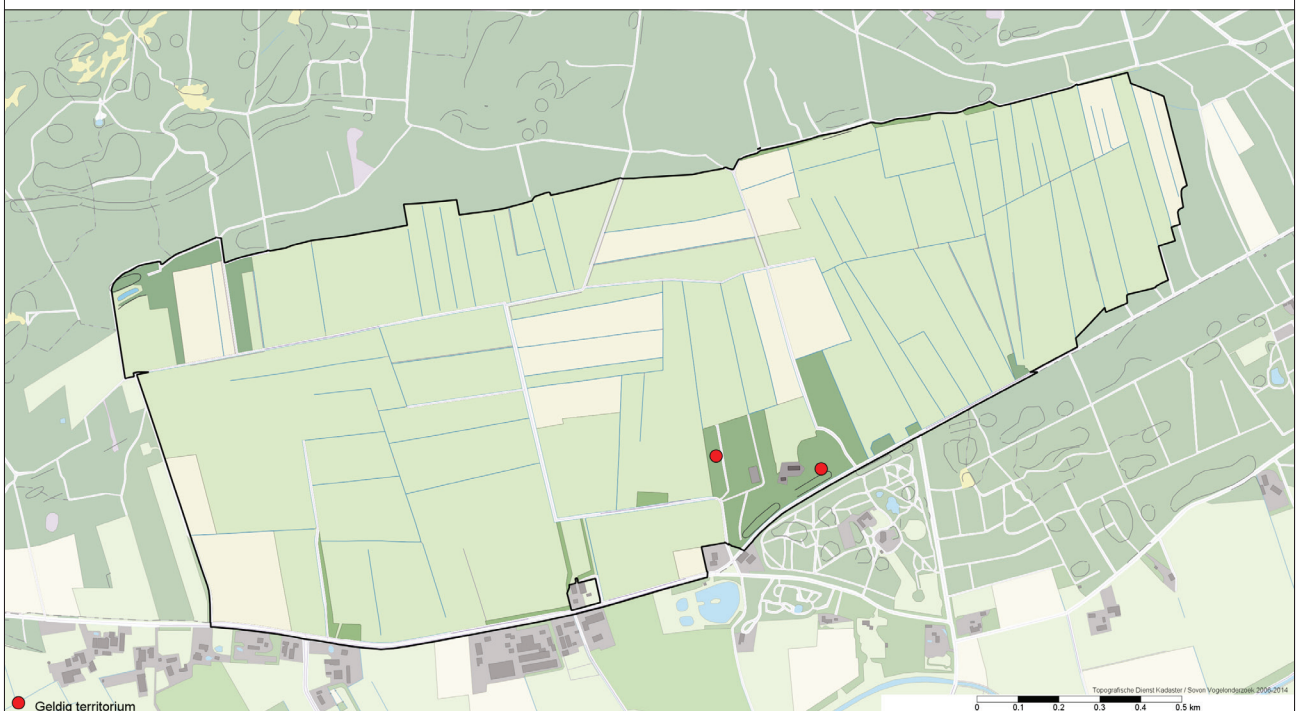 Topografische Dienst Kadaster / Sovon Vogelonderzoek 2006-2014
Geldig territorium
0 0.1 0.2 0.3 0.4 0.5 km